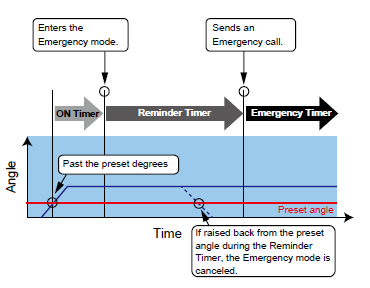 Enters the
Emergency mode.
Sends an
Emergency call.
ON Timer
Reminder Timer
Emergency Timer
Past the preset degrees
Angle
Preset angle
Time
If raised back from the preset
angle during the Reminder
Timer, the Emergency mode is
canceled.